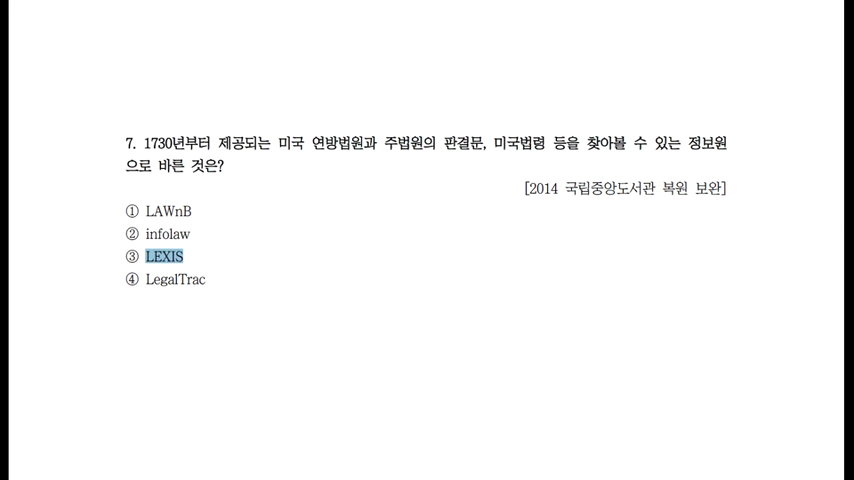 7. 1730년부터 제공되는 미국 연방법원과 주법원의 판결문, 미국법령 등을 찾아볼 수 있는 정보원
으로 바른 것은?
[2014 국립중앙도서관 복원 보완]
① LAWnB
② infolaw
③ LEXIS
④ LegalTrac